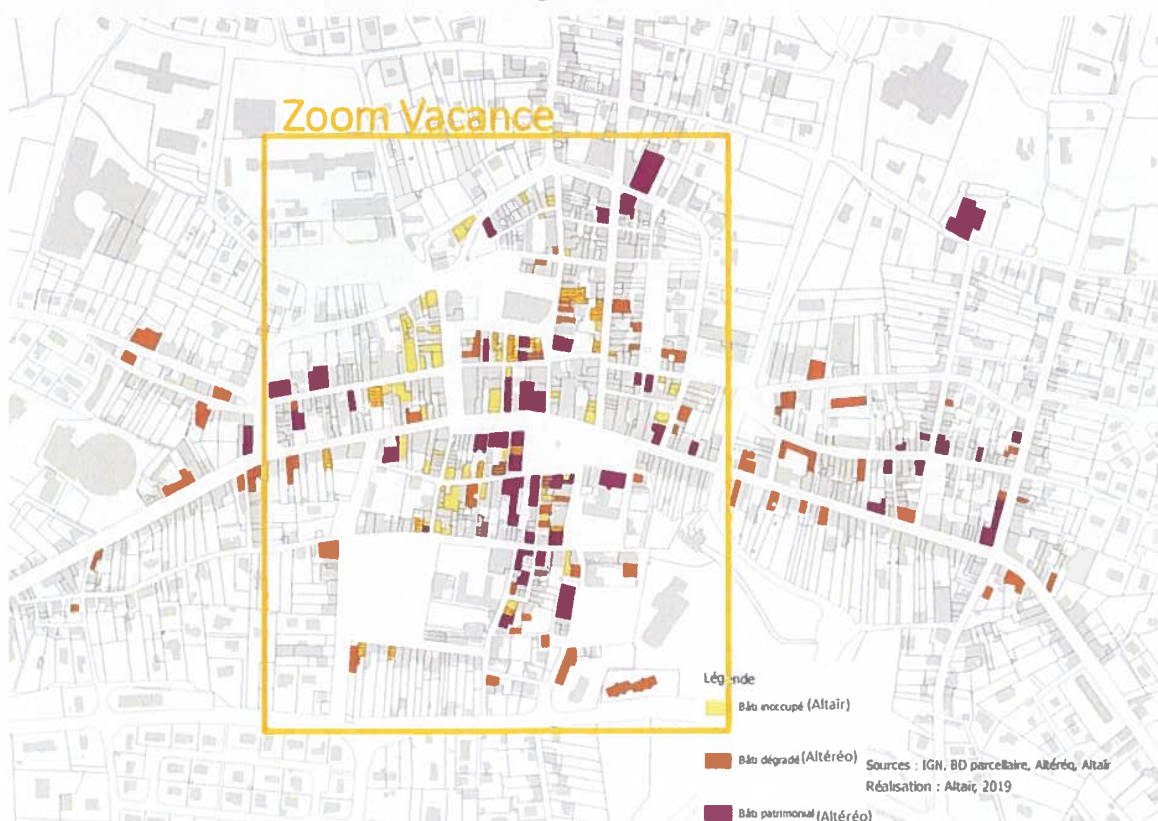 Zoom Vacance
Légende
Bâti inoccupé (Altaïr)
Bâti dégradé (Altéréo)
Sources : IGN, BD parcellaire, Altéréo, Altaïr
Réalisation : Altaïr, 2019
Bâti patrimonial (Altéréo)